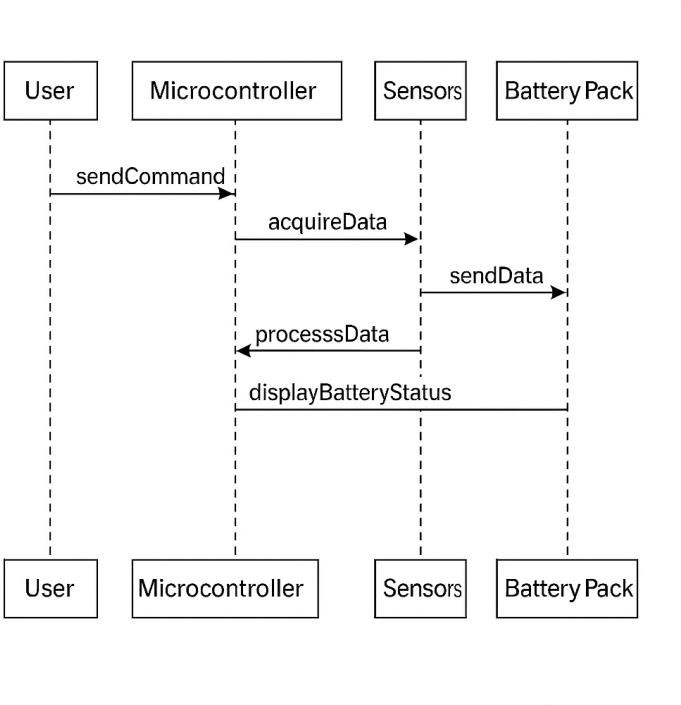 User Microcontroller Sensors Battery Pack
sendCommand
acquireData
sendData
processsData
displayBatteryStatus
User Microcontroller Sensors Battery Pack